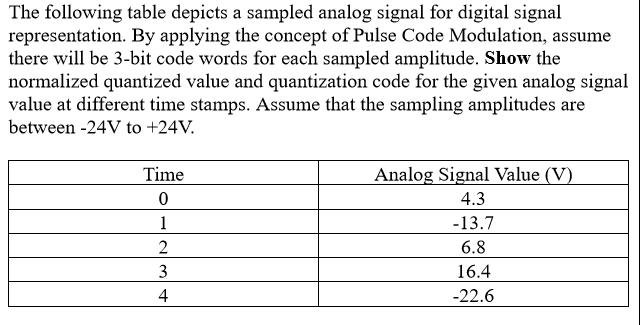 The following table depicts a sampled analog signal for digital signal
representation. By applying the concept of Pulse Code Modulation, assume
there will be 3-bit code words for each sampled amplitude. Show the
normalized quantized value and quantization code for the given analog signal
value at different time stamps. Assume that the sampling amplitudes are
between -24V to +24V.
Time Analog Signal Value (V)
0 4.3
1 -13.7
2 6.8
3 16.4
4 -22.6